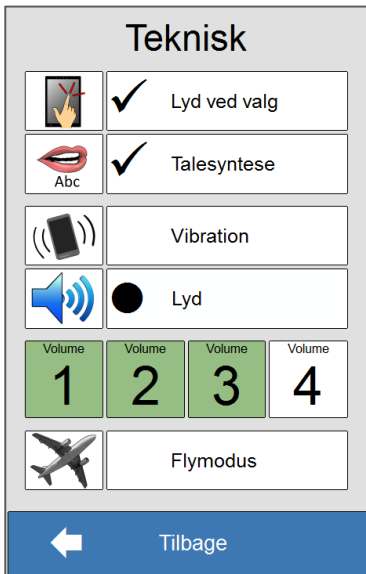 Teknisk
Lyd ved valg
Abc
Talesyntese
Vibration
Lyd
Volume Volume Volume Volume
1 2 3 4
Flymodus
Tilbage